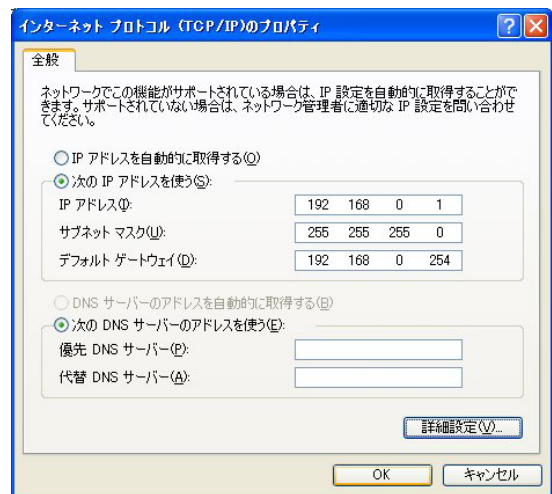 インターネット プロトコル (TCP/IP)のプロパティ
全般
ネットワークでこの機能がサポートされている場合は、IP 設定を自動的に取得することがで
きます。サポートされていない場合は、ネットワーク管理者に適切な IP 設定を問い合わせ
てください。
IP アドレスを自動的に取得する(O)
次の IP アドレスを使う(S):
IP アドレス(I): 192 168 0 1
サブネット マスク(U): 255 255 255 0
デフォルト ゲートウェイ(D): 192 168 0 254
DNS サーバーのアドレスを自動的に取得する(B)
次の DNS サーバーのアドレスを使う(E):
優先 DNS サーバー(P):
代替 DNS サーバー(A):
詳細設定(V)...
OK キャンセル